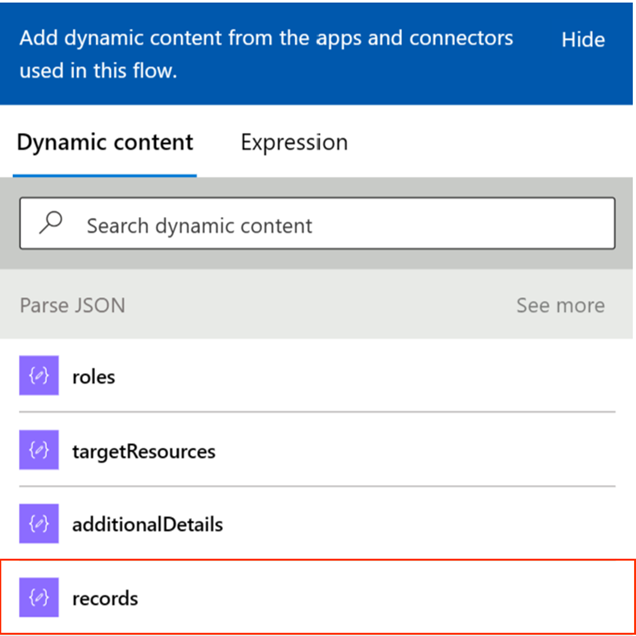 Add dynamic content from the apps and connectors Hide
used in this flow.
Dynamic content Expression
Search dynamic content
Parse JSON See more
roles
targetResources
additionalDetails
records